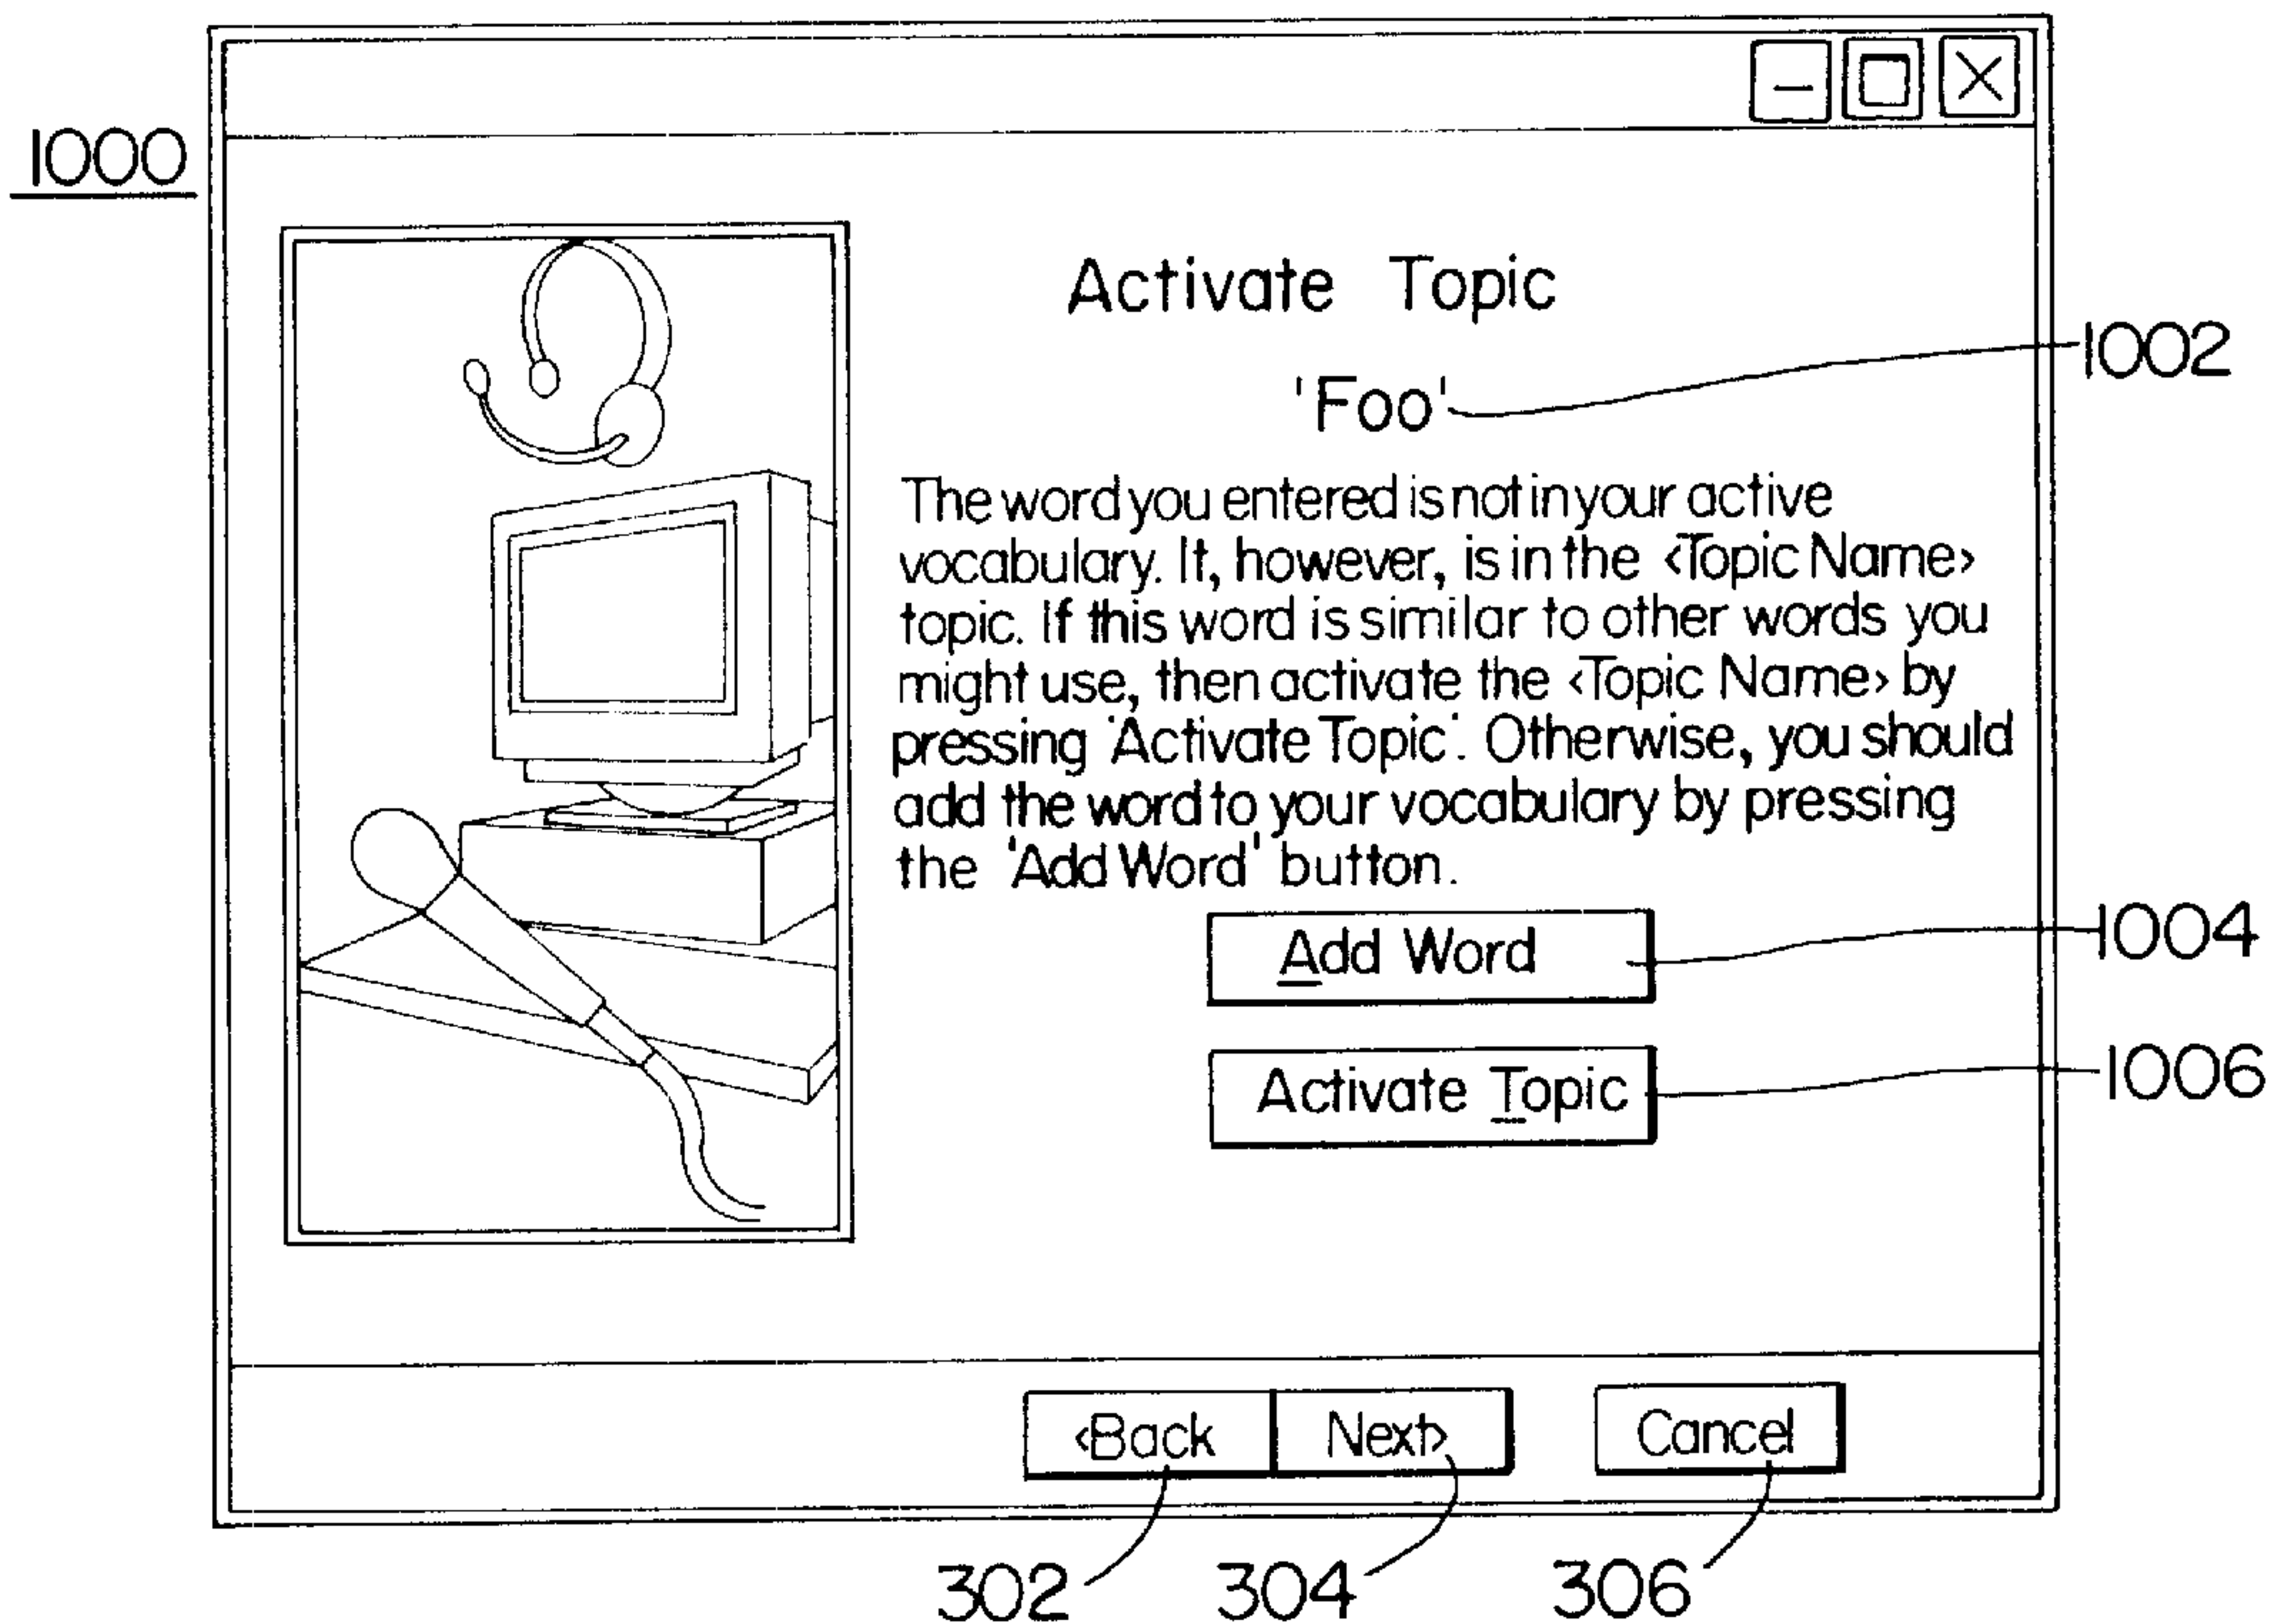 1000
Activate Topic
'Foo'
1002
The word you entered is not in your active
vocabulary. It, however, is in the <Topic Name>
topic. If this word is similar to other words you
might use, then activate the <Topic Name> by
pressing 'Activate Topic'. Otherwise, you should
add the word to your vocabulary by pressing
the 'Add Word' button.
Add Word
1004
Activate Topic
1006
<Back
Next>
Cancel
302
304
306